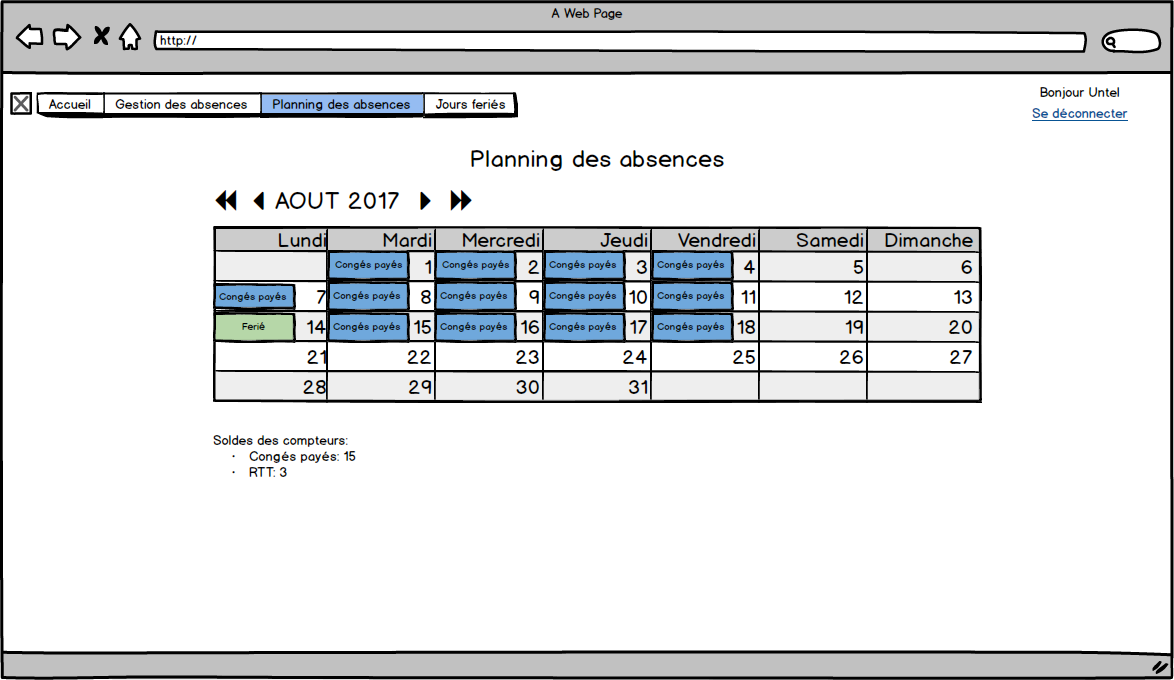 A Web Page
http://
Accueil Gestion des absences Planning des absences Jours feriés
Bonjour Untel
Se déconnecter
Planning des absences
AOUT 2017
Lundi Mardi Mercredi Jeudi Vendredi Samedi Dimanche
Congés payés 1 Congés payés 2 Congés payés 3 Congés payés 4 5 6
Congés payés 7 Congés payés 8 Congés payés 9 Congés payés 10 Congés payés 11 12 13
Ferié 14 Congés payés 15 Congés payés 16 Congés payés 17 Congés payés 18 19 20
21 22 23 24 25 26 27
28 29 30 31
Soldes des compteurs:
· Congés payés: 15
· RTT: 3